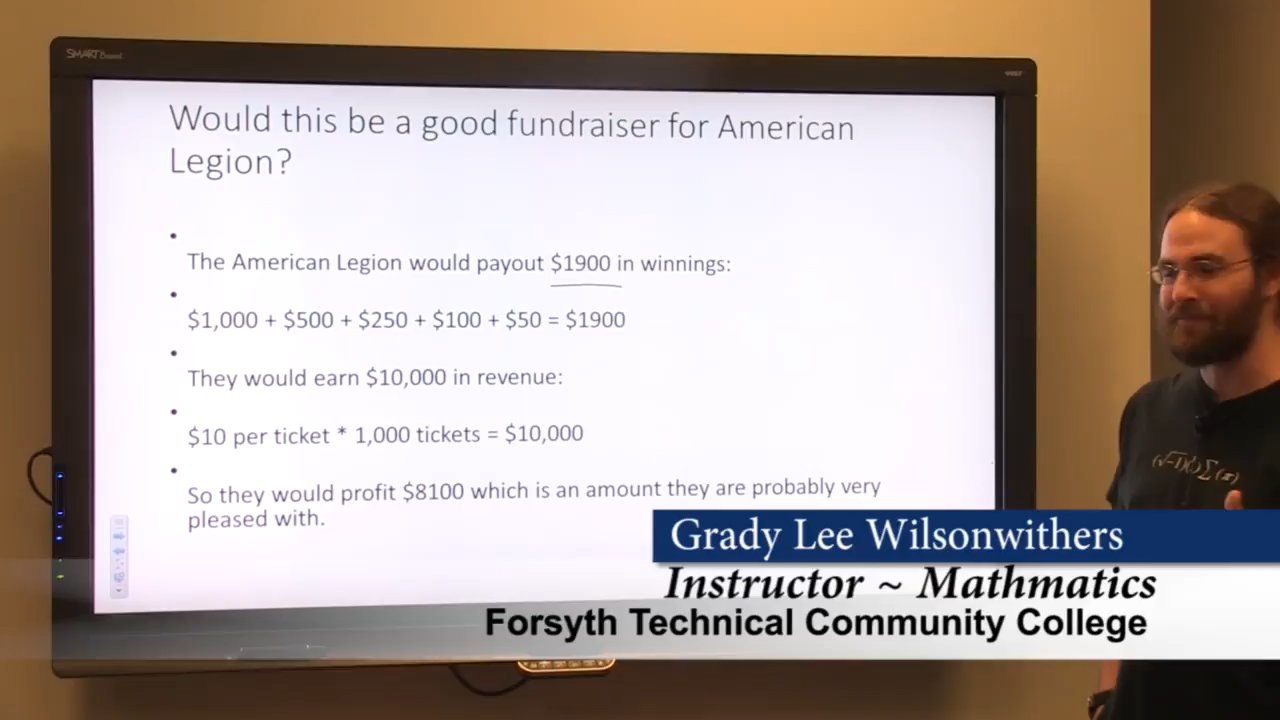 SMART Board
Would this be a good fundraiser for American
Legion?
• 
The American Legion would payout $1900 in winnings:
• 
$1,000 + $500 + $250 + $100 + $50 = $1900
• 
They would earn $10,000 in revenue:
• 
$10 per ticket * 1,000 tickets = $10,000
• 
So they would profit $8100 which is an amount they are probably very
pleased with.
Grady Lee Wilsonwithers
Instructor ~ Mathmatics
Forsyth Technical Community College